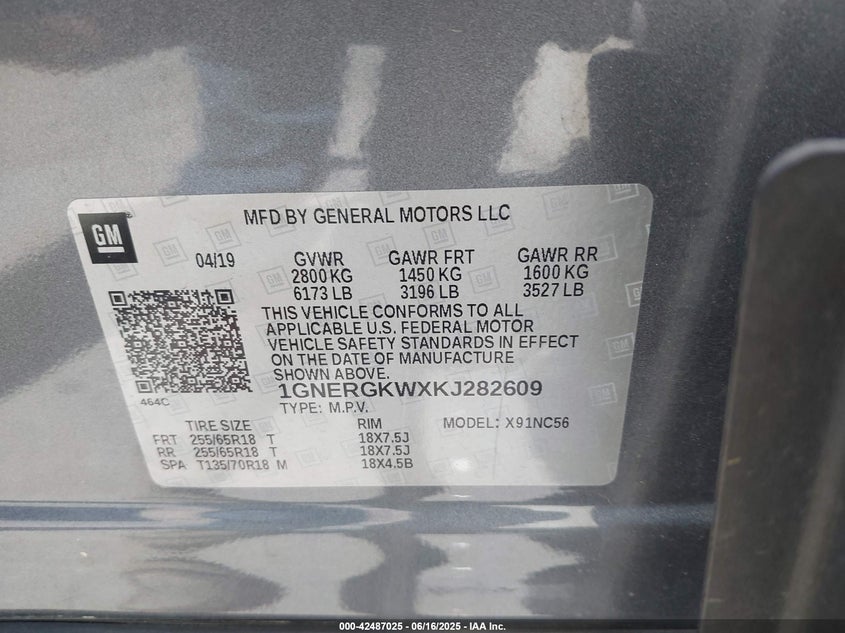 GM
MFD BY GENERAL MOTORS LLC
04/19 GVWR GAWR FRT GAWR RR
2800 KG 1450 KG 1600 KG
6173 LB 3196 LB 3527 LB
THIS VEHICLE CONFORMS TO ALL
APPLICABLE U.S. FEDERAL MOTOR
VEHICLE SAFETY STANDARDS IN EFFECT
ON THE DATE OF MANUFACTURE
SHOWN ABOVE.
464C
1GNERGKWXKJ282609
TYPE: M.P.V.
TIRE SIZE RIM MODEL: X91NC56
FRT 255/65R18 T 18X7.5J
RR 255/65R18 T 18X7.5J
SPA T135/70R18 M 18X4.5B
000-42487025 - 06/16/2025 - IAA Inc.